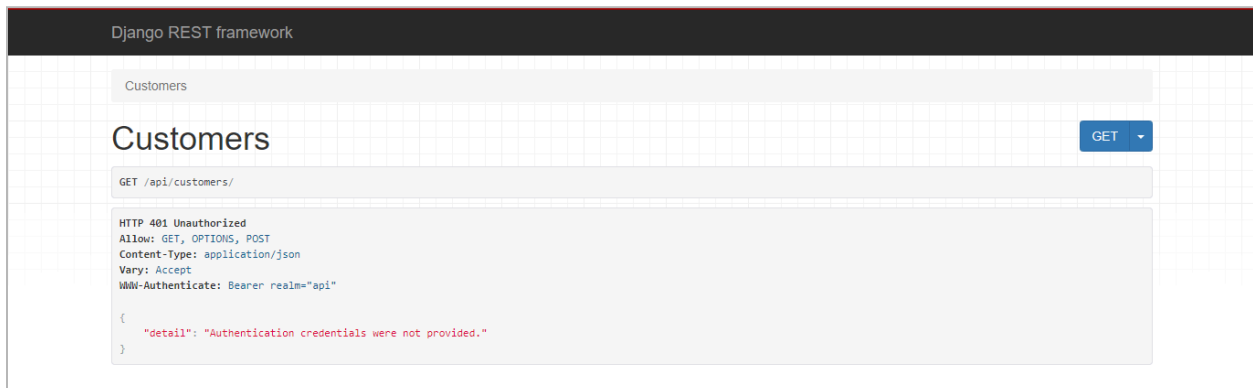 Django REST framework
Customers
Customers
GET
GET /api/customers/
HTTP 401 Unauthorized
Allow: GET, OPTIONS, POST
Content-Type: application/json
Vary: Accept
WWW-Authenticate: Bearer realm="api"
{
"detail": "Authentication credentials were not provided."
}